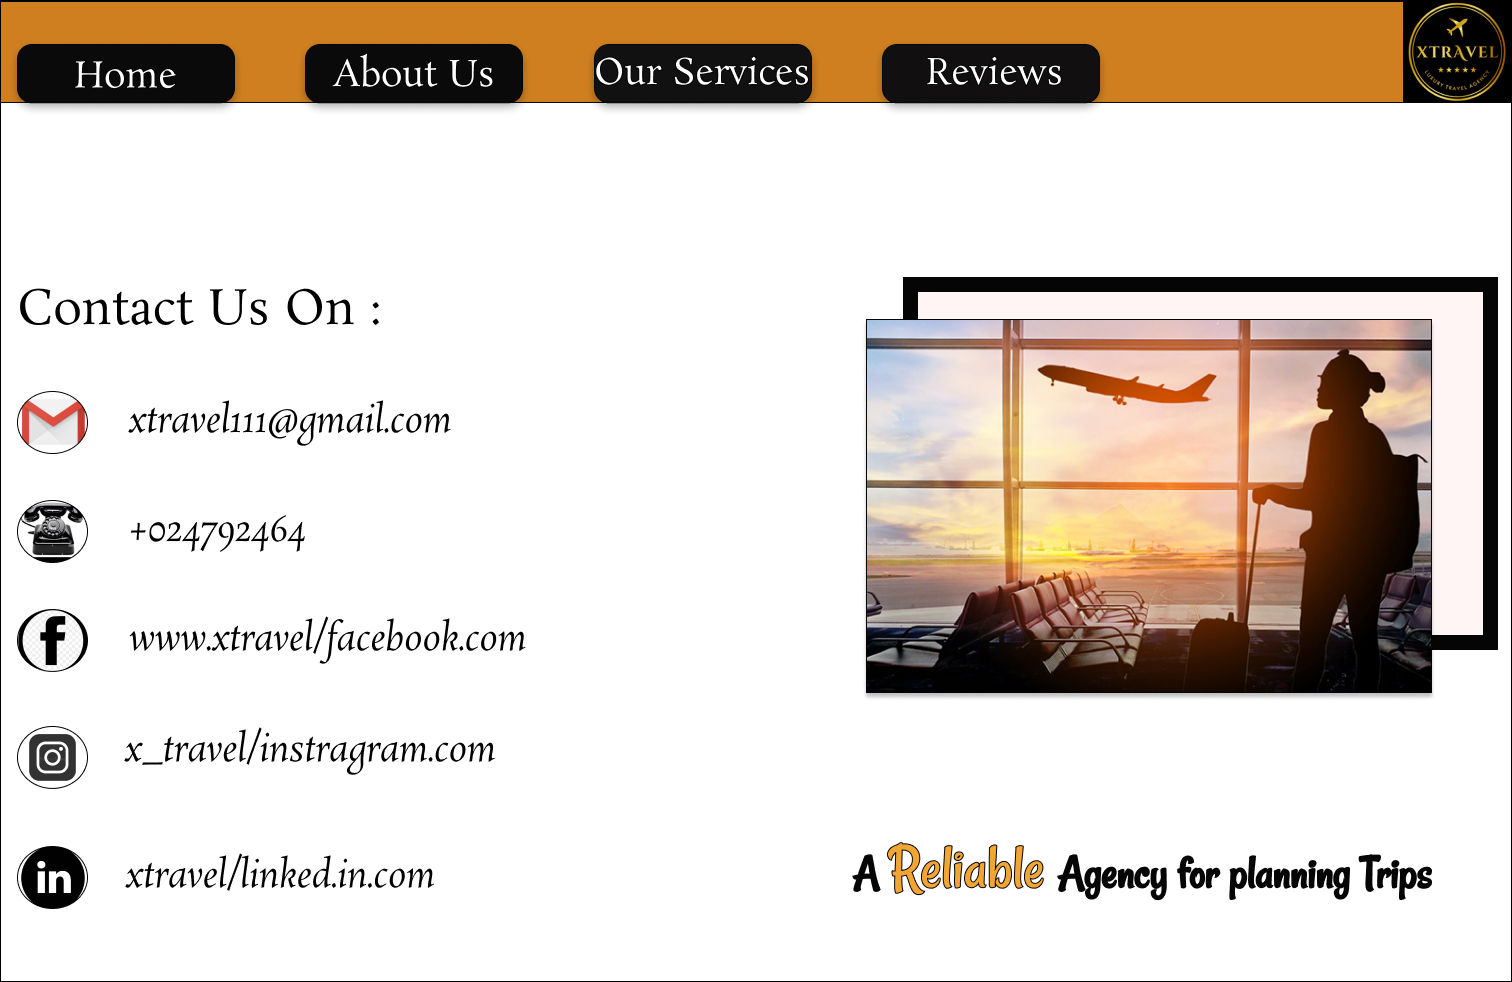 Home
About Us
Our Services
Reviews
XTRAVEL
LUXURY TRAVEL AGENCY
Contact Us On :
xtravel111@gmail.com
+024792464
www.xtravel/facebook.com
x_travel/instragram.com
in
xtravel/linked.in.com
A Reliable Agency for planning Trips